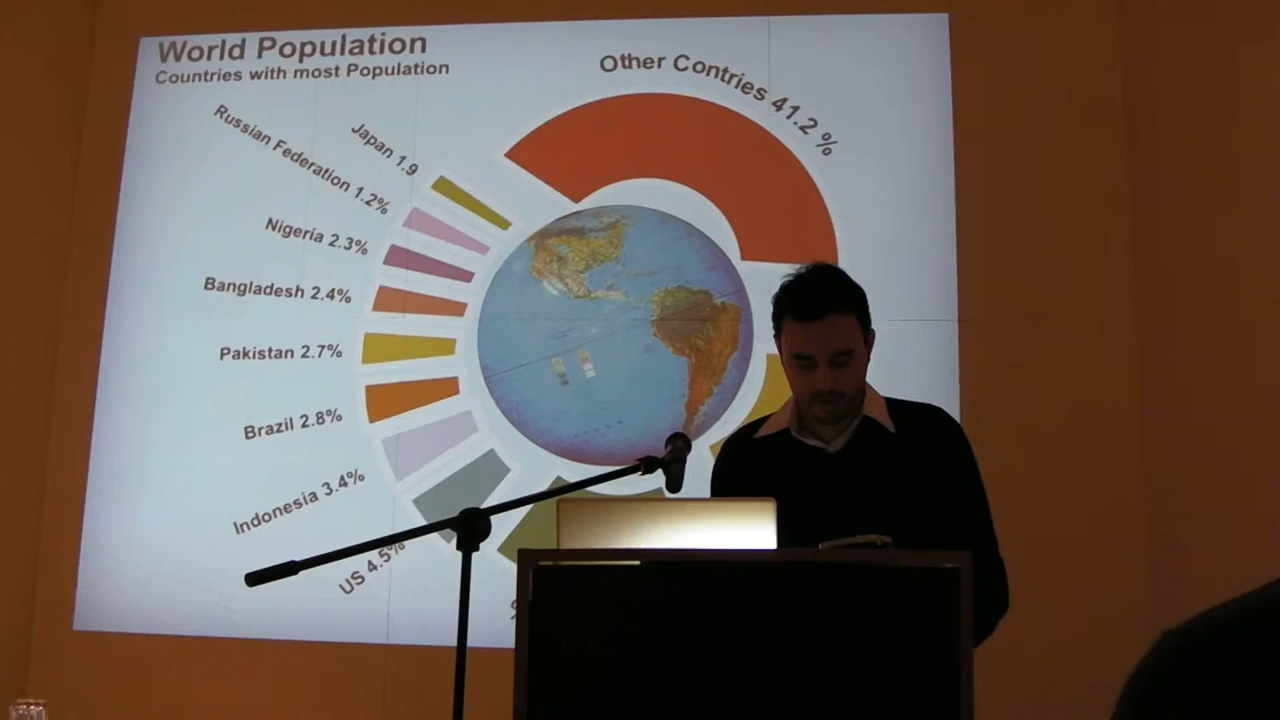 World Population
Countries with most Population
Other Contries 41.2 %
Japan 1.9
Russian Federation 1.2%
Nigeria 2.3%
Bangladesh 2.4%
Pakistan 2.7%
Brazil 2.8%
Indonesia 3.4%
US 4.5%